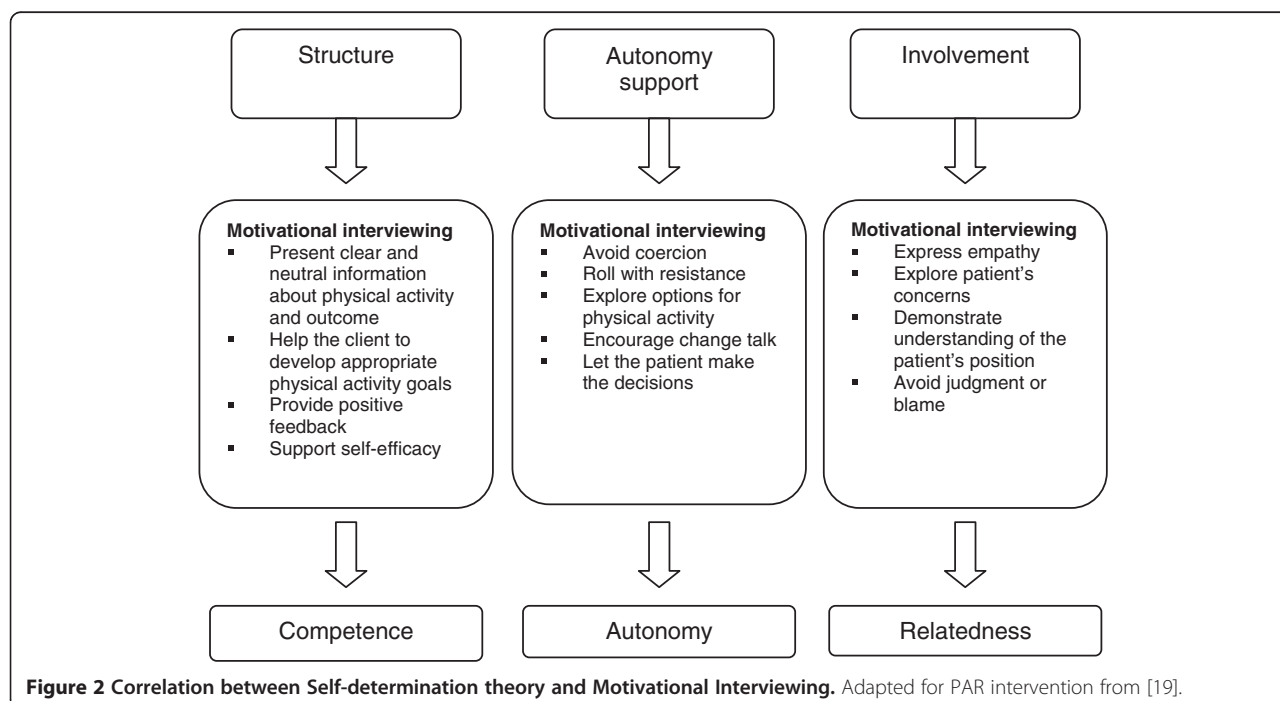 Structure
Autonomy
support
Involvement
Motivational interviewing
▪ Present clear and
neutral information
about physical activity
and outcome
▪ Help the client to
develop appropriate
physical activity goals
▪ Provide positive
feedback
▪ Support self-efficacy
Motivational interviewing
▪ Avoid coercion
▪ Roll with resistance
▪ Explore options for
physical activity
▪ Encourage change talk
▪ Let the patient make
the decisions
Motivational interviewing
▪ Express empathy
▪ Explore patient's
concerns
▪ Demonstrate
understanding of the
patient's position
▪ Avoid judgment or
blame
Competence
Autonomy
Relatedness
Figure 2 Correlation between Self-determination theory and Motivational Interviewing. Adapted for PAR intervention from [19].